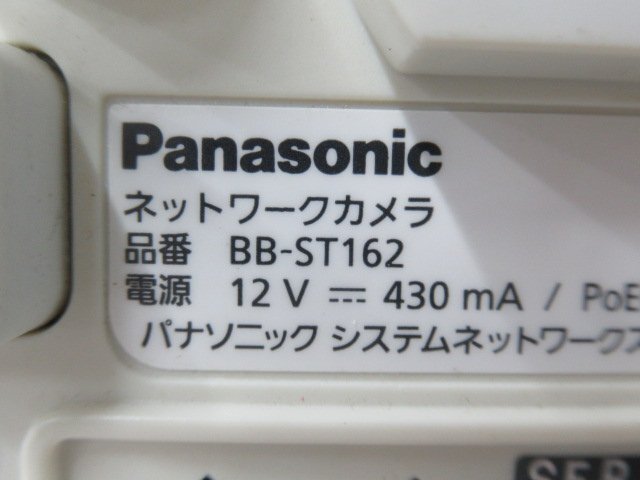 Panasonic
ネットワークカメラ
品番 BB-ST162
電源 12 V ⎓ 430 mA / PoE
パナソニック システムネットワークス
SER